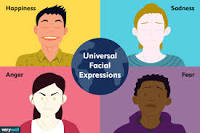 Happiness
Sadness
Universal
Facial
Expressions
Anger
Fear
verywell